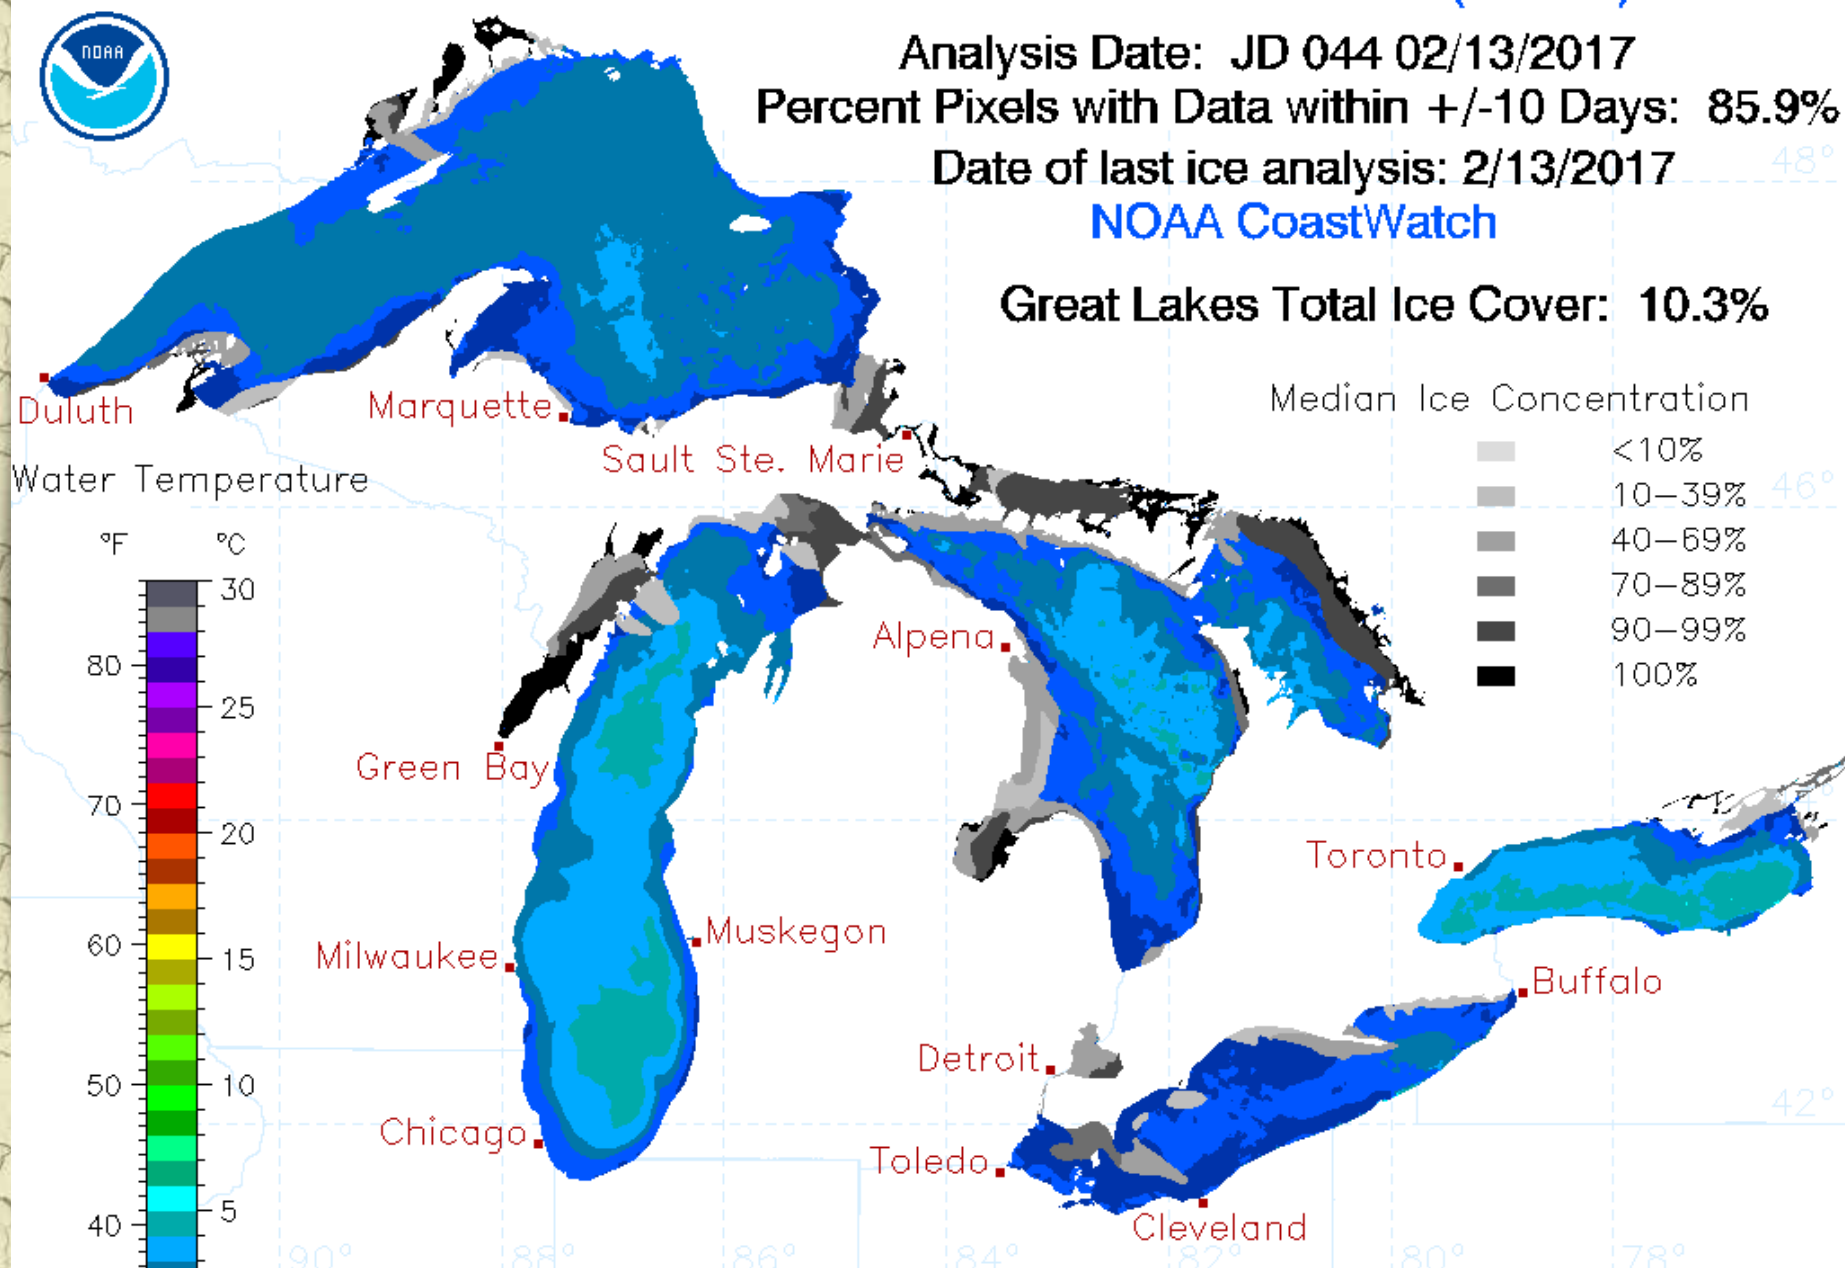 NOAA
Analysis Date: JD 044 02/13/2017
Percent Pixels with Data within +/-10 Days: 85.9%
Date of last ice analysis: 2/13/2017
NOAA CoastWatch
Great Lakes Total Ice Cover: 10.3%
48°
Duluth
Marquette
Sault Ste. Marie
Median Ice Concentration
<10%
10-39%
46°
40-69%
70-89%
90-99%
100%
Water Temperature
°F °C
30
80
25
70
20
60
15
50
10
40
5
Alpena
Green Bay
Toronto
Milwaukee
Muskegon
Buffalo
Detroit
42°
Chicago
Toledo
Cleveland
90° 88° 86° 84° 82° 80° 78°